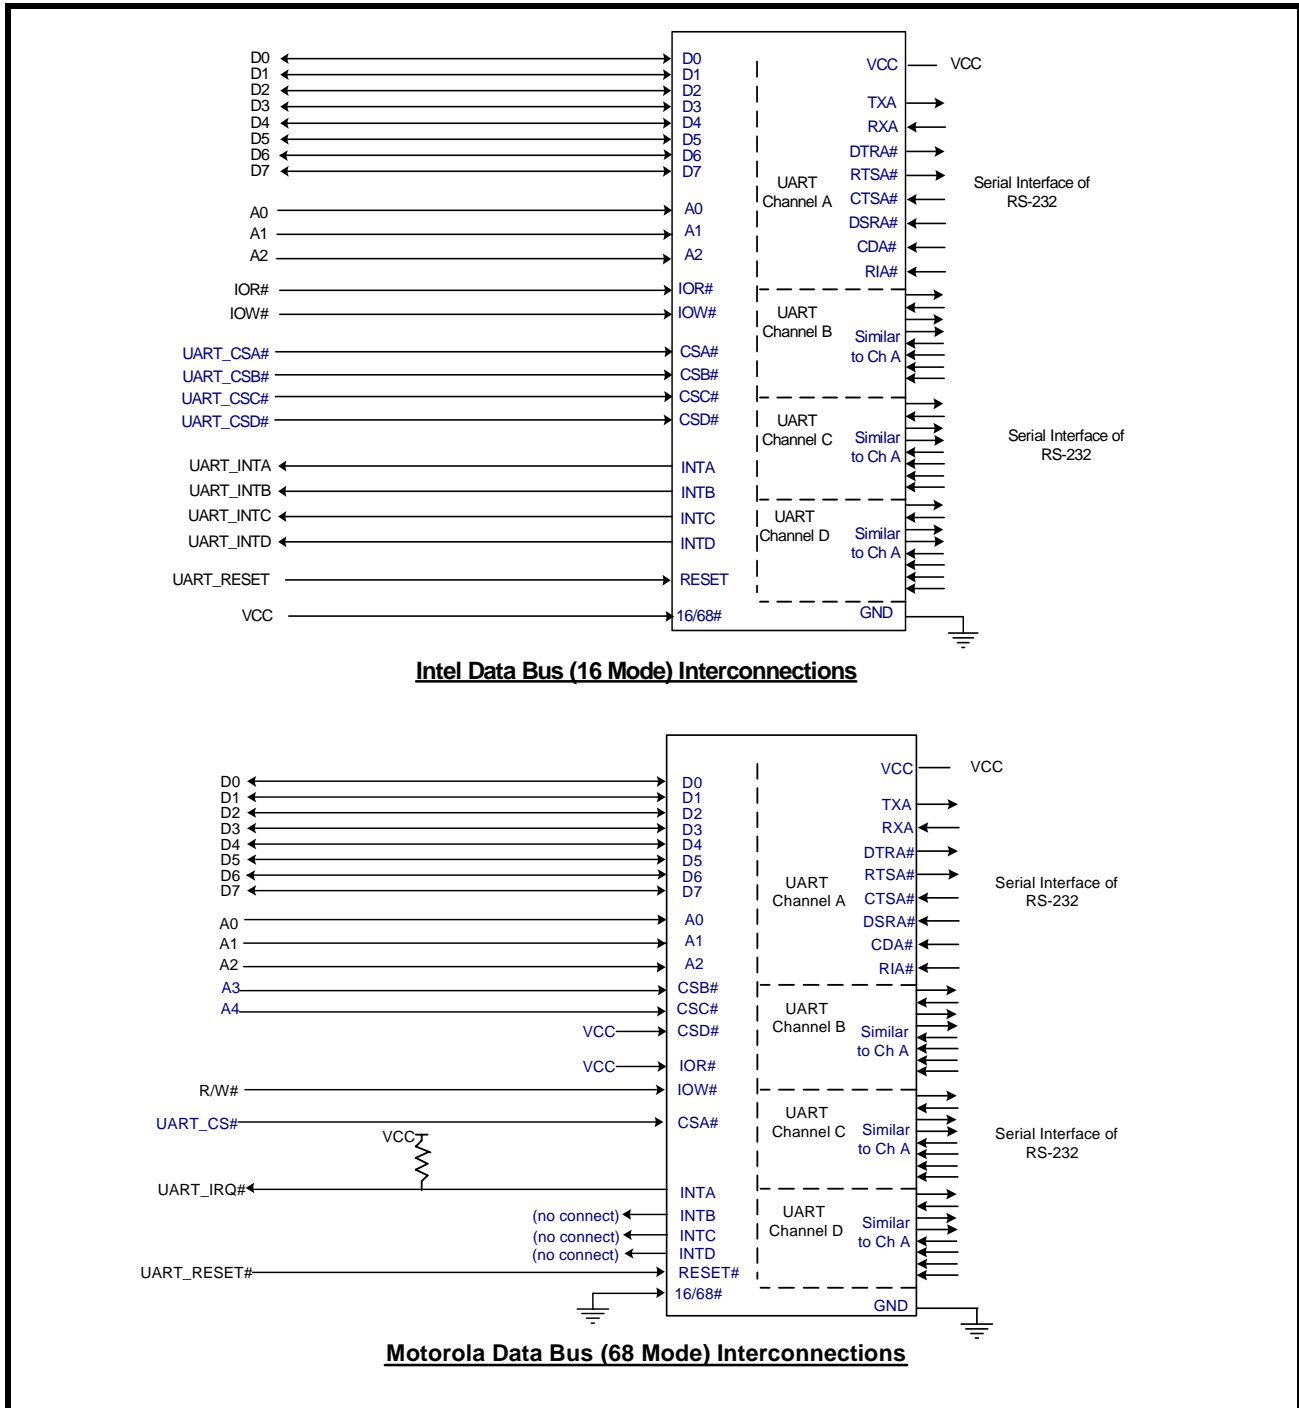 D0 D0 VCC VCC
D1 D1
D2 D2
D3 D3 TXA
D4 D4 RXA
D5 D5
D6 D6 DTRA#
D7 D7 RTSA#
UART
Channel A
Serial Interface of
RS-232
CTSA#
A0 A0
DSRA#
A1 A1
CDA#
A2 A2
RIA#
IOR# IOR#
IOW# IOW#
UART
Channel B
Similar
to Ch A
UART_CSA# CSA#
UART_CSB# CSB#
UART_CSC# CSC#
UART_CSD# CSD#
UART
Channel C
Similar
to Ch A
Serial Interface of
RS-232
UART_INTA INTA
UART_INTB INTB
UART_INTC INTC
UART_INTD INTD
UART
Channel D
Similar
to Ch A
UART_RESET RESET
VCC 16/68# GND
Intel Data Bus (16 Mode) Interconnections
VCC VCC
D0 D0
D1 D1
D2 D2
D3 D3
D4 D4
D5 D5
D6 D6
D7 D7
TXA
RXA
DTRA#
RTSA#
UART
Channel A
Serial Interface of
RS-232
CTSA#
A0 A0
DSRA#
A1 A1
CDA#
A2 A2
RIA#
A3 CSB#
A4 CSC#
VCC CSD#
UART
Channel B
Similar
to Ch A
VCC IOR#
R/W# IOW#
UART_CS# CSA#
VCC
UART
Channel C
Similar
to Ch A
Serial Interface of
RS-232
UART_IRQ# INTA
(no connect) INTB
(no connect) INTC
(no connect) INTD
UART
Channel D
Similar
to Ch A
UART_RESET# RESET#
16/68#
GND
Motorola Data Bus (68 Mode) Interconnections